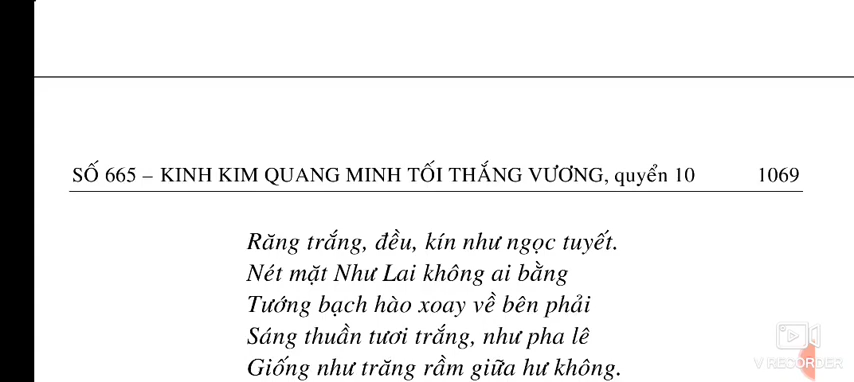 SỐ 665 – KINH KIM QUANG MINH TỐI THẮNG VƯƠNG, quyển 10 1069
Răng trắng, đều, kín như ngọc tuyết.
Nét mặt Như Lai không ai bằng
Tướng bạch hào xoay về bên phải
Sáng thuần tươi trắng, như pha lê
Giống như trăng rằm giữa hư không.
V RECORDER